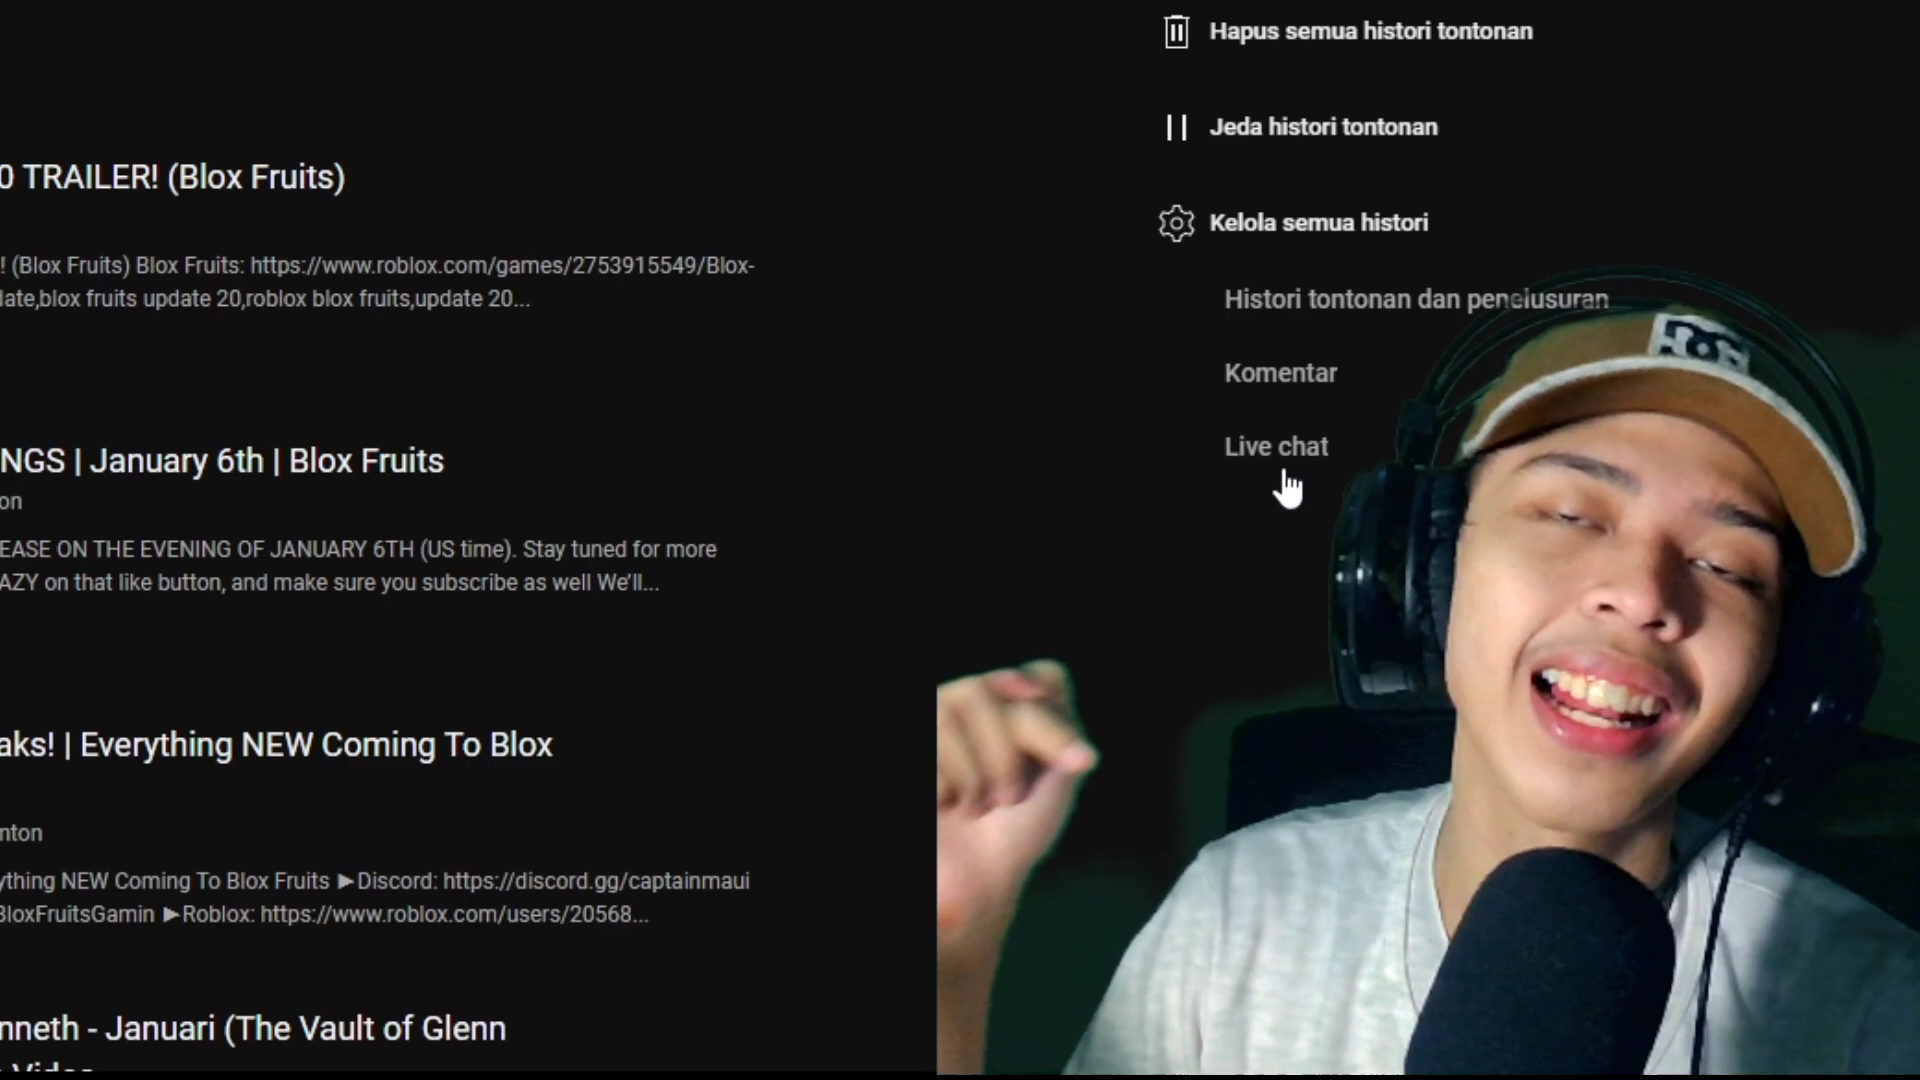 Hapus semua histori tontonan
Jeda histori tontonan
0 TRAILER! (Blox Fruits)
Kelola semua histori
! (Blox Fruits) Blox Fruits: https://www.roblox.com/games/2753915549/Blox-
late,blox fruits update 20,roblox blox fruits,update 20...
Histori tontonan dan penelusuran
Komentar
Live chat
NGS | January 6th | Blox Fruits
on
EASE ON THE EVENING OF JANUARY 6TH (US time). Stay tuned for more
AZY on that like button, and make sure you subscribe as well We'll...
aks! | Everything NEW Coming To Blox
nton
ything NEW Coming To Blox Fruits ►Discord: https://discord.gg/captainmaui
BloxFruitsGamin ►Roblox: https://www.roblox.com/users/20568...
nneth - Januari (The Vault of Glenn
Video